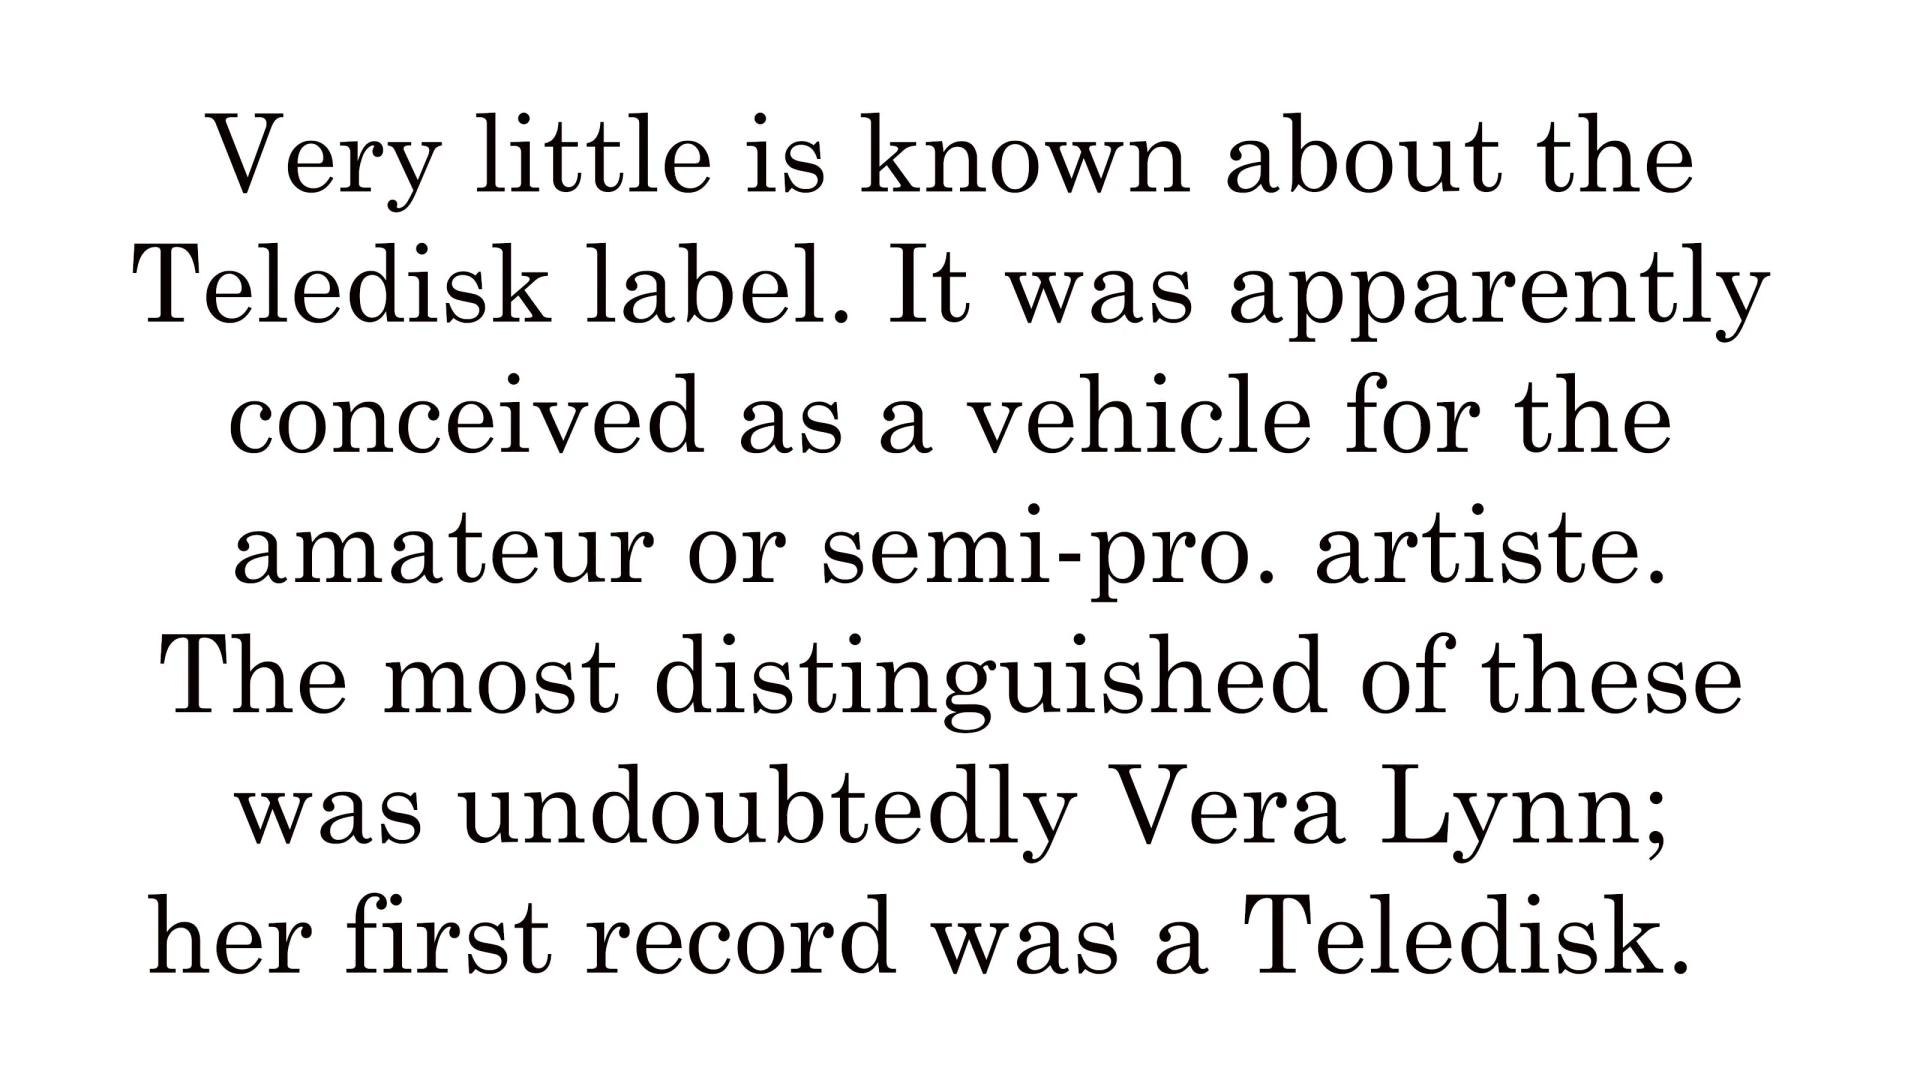 Very little is known about the
Teledisk label. It was apparently
conceived as a vehicle for the
amateur or semi-pro. artiste.
The most distinguished of these
was undoubtedly Vera Lynn;
her first record was a Teledisk.